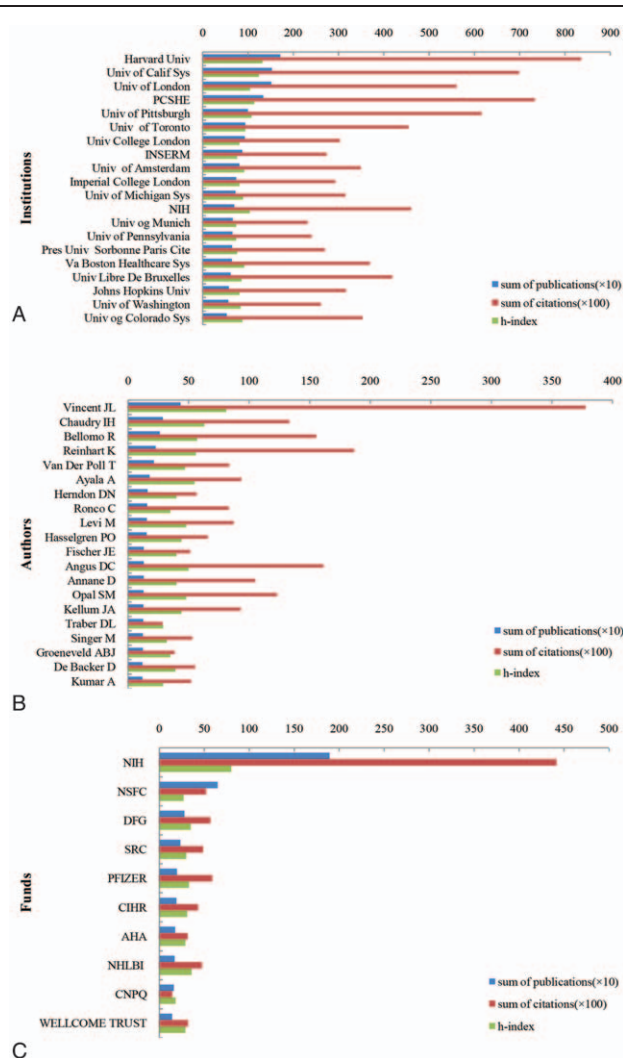 0 100 200 300 400 500 600 700 800 900
Harvard Univ
Univ of Calif Sys
Univ of London
PCSHE
Univ of Pittsburgh
Univ of Toronto
Univ College London
INSERM
Univ of Amsterdam
Imperial College London
Univ of Michigan Sys
NIH
Univ og Munich
Univ of Pennsylvania
Pres Univ Sorbonne Paris Cite
Va Boston Healthcare Sys
Univ Libre De Bruxelles
Johns Hopkins Univ
Univ of Washington
Univ og Colorado Sys
Institutions
sum of publications(×10)
sum of citations(×100)
h-index
A
0 50 100 150 200 250 300 350 400
Vincent JL
Chaudry IH
Bellomo R
Reinhart K
Van Der Poll T
Ayala A
Herndon DN
Ronco C
Levi M
Hasselgren PO
Fischer JE
Angus DC
Annane D
Opal SM
Kellum JA
Traber DL
Singer M
Groeneveld ABJ
De Backer D
Kumar A
Authors
sum of publications(×10)
sum of citations(×100)
h-index
B
0 50 100 150 200 250 300 350 400 450 500
NIH
NSFC
DFG
SRC
PFIZER
CIHR
AHA
NHLBI
CNPQ
WELLCOME TRUST
Funds
sum of publications(×10)
sum of citations(×100)
h-index
C